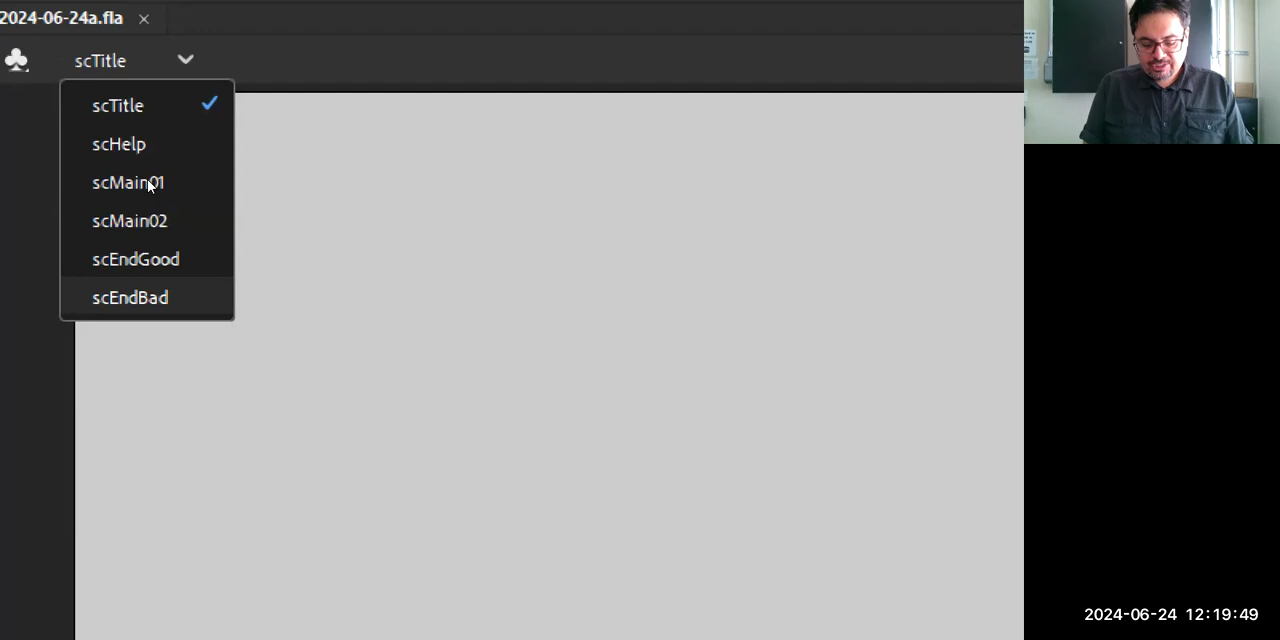 2024-06-24a.fla
scTitle
scTitle
scHelp
scMain01
scMain02
scEndGood
scEndBad
2024-06-24 12:19:49